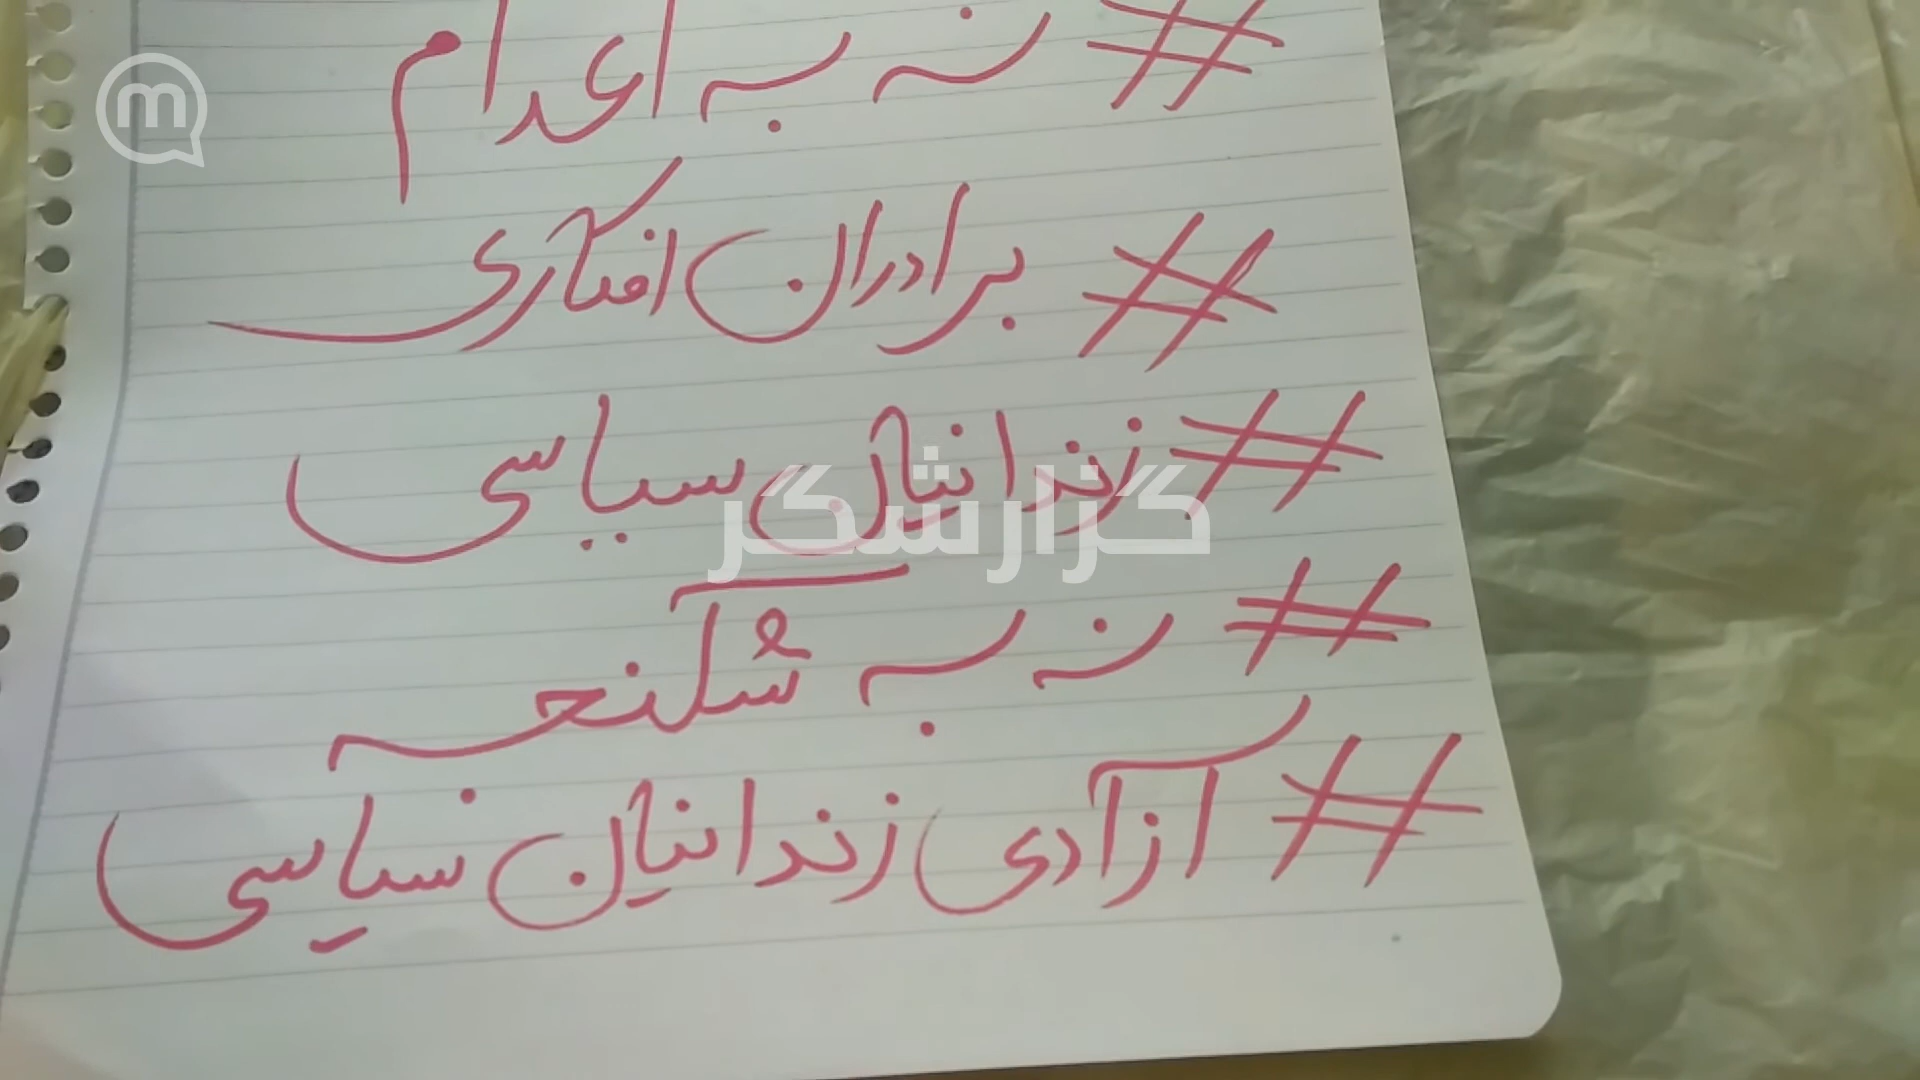 # نه به اعدام
# برادران افکاری
# زندانیان سیاسی
گزارشگر
# نه به شکنجه
# آزادی زندانیان سیاسی
m